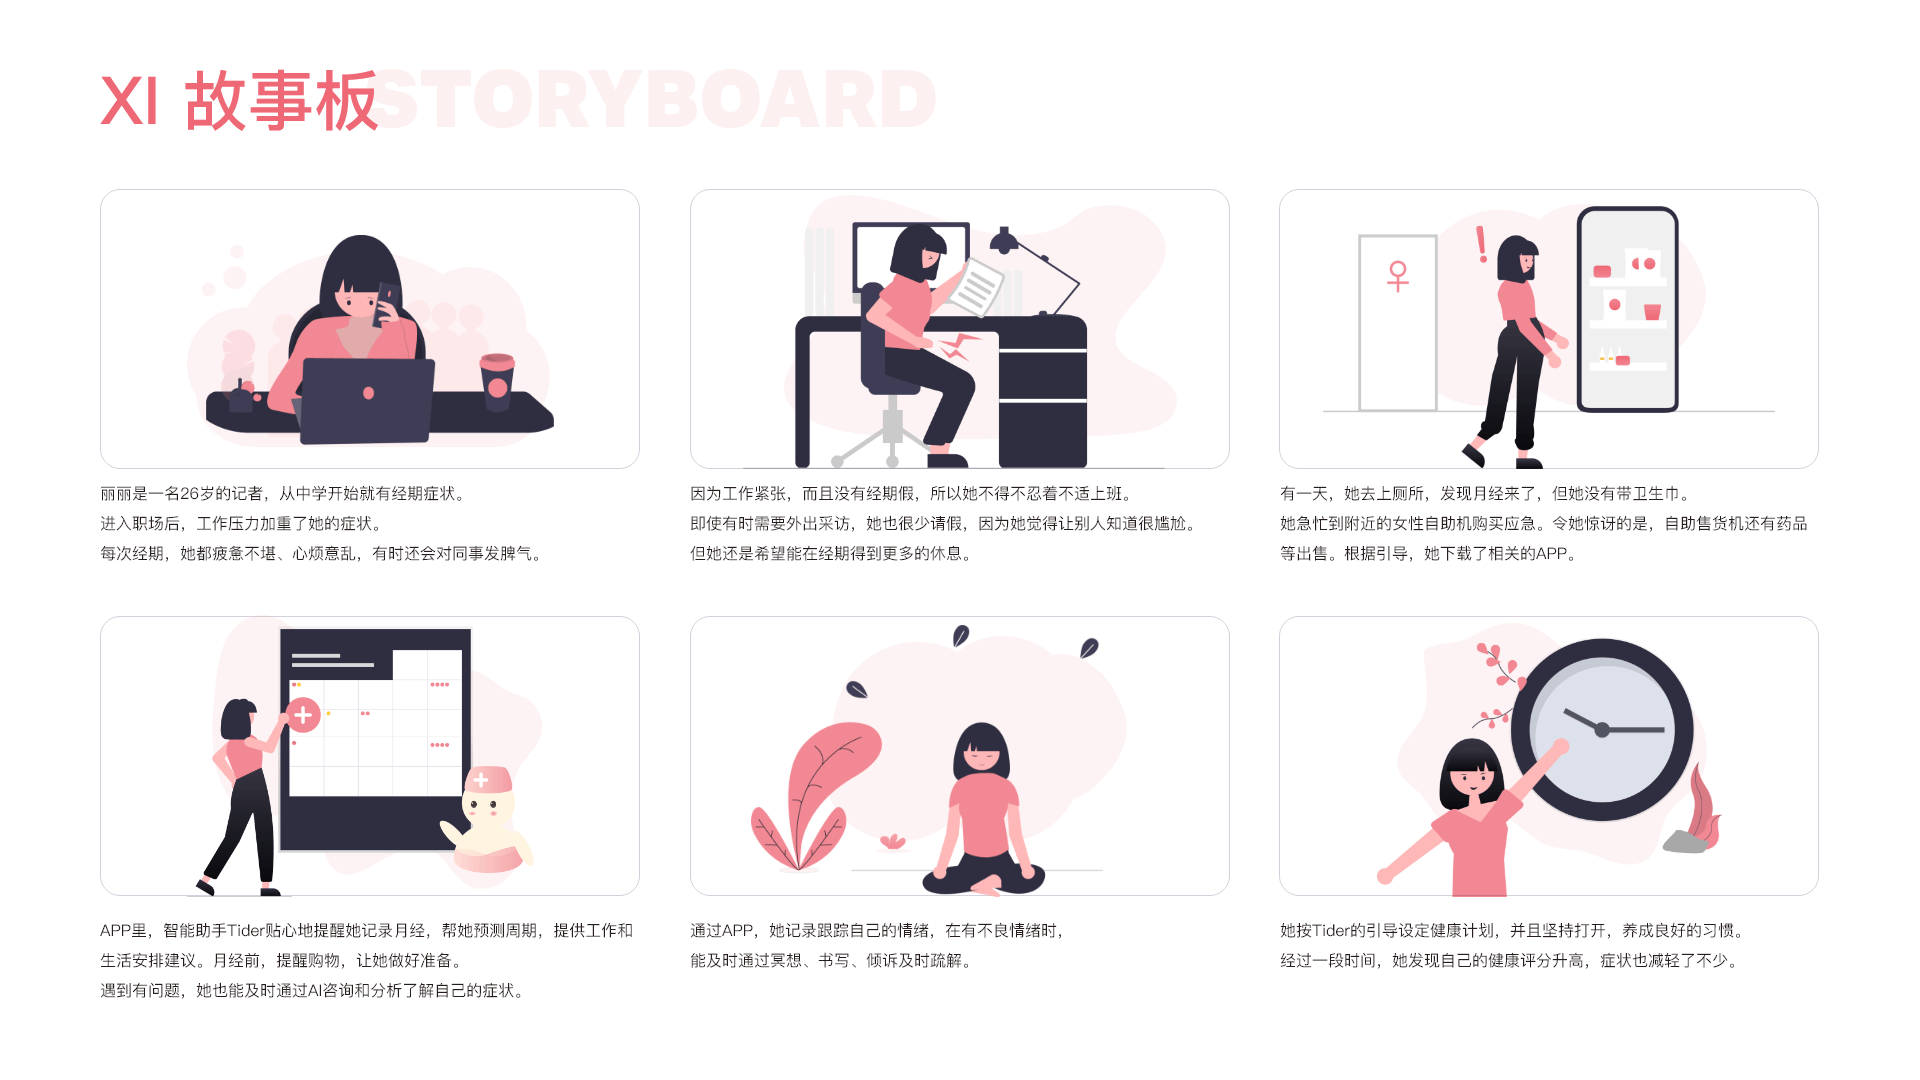 XI 故事板
STORYBOARD
丽丽是一名26岁的记者，从中学开始就有经期症状。
进入职场后，工作压力加重了她的症状。
每次经期，她都疲惫不堪、心烦意乱，有时还会对同事发脾气。
因为工作紧张，而且没有经期假，所以她不得不忍着不适上班。
即使有时需要外出采访，她也很少请假，因为她觉得让别人知道很尴尬。
但她还是希望能在经期得到更多的休息。
有一天，她去上厕所，发现月经来了，但她没有带卫生巾。
她急忙到附近的女性自助机购买应急。令她惊讶的是，自助售货机还有药品
等出售。根据引导，她下载了相关的APP。
APP里，智能助手Tider贴心地提醒她记录月经，帮她预测周期，提供工作和
生活安排建议。月经前，提醒购物，让她做好准备。
遇到有问题，她也能及时通过AI咨询和分析了解自己的症状。
通过APP，她记录跟踪自己的情绪，在有不良情绪时，
能及时通过冥想、书写、倾诉及时疏解。
她按Tider的引导设定健康计划，并且坚持打开，养成良好的习惯。
经过一段时间，她发现自己的健康评分升高，症状也减轻了不少。